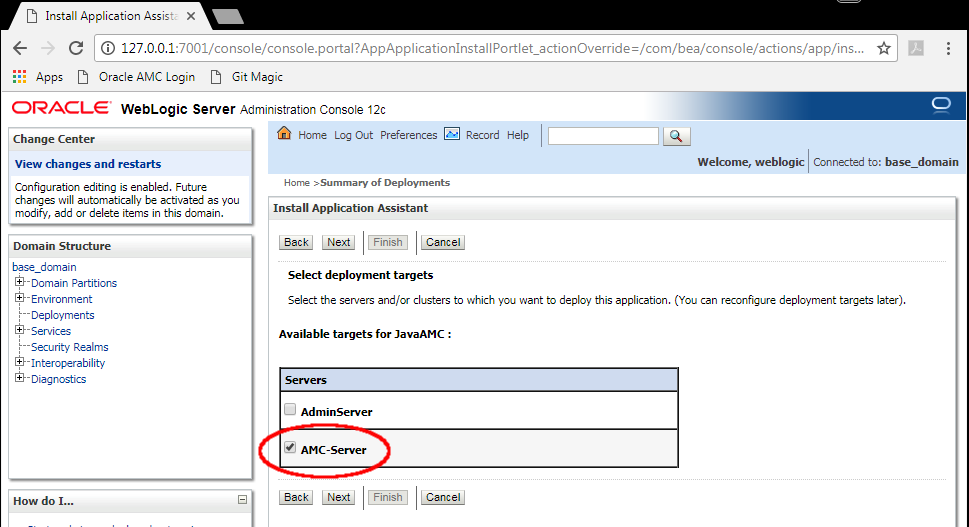 Install Application Assista
127.0.0.1:7001/console/console.portal?AppApplicationInstallPortlet_actionOverride=/com/bea/console/actions/app/ins...
Apps Oracle AMC Login Git Magic
ORACLE WebLogic Server Administration Console 12c
Change Center
View changes and restarts
Configuration editing is enabled. Future
changes will automatically be activated as you
modify, add or delete items in this domain.
Domain Structure
base_domain
Domain Partitions
Environment
Deployments
Services
Security Realms
Interoperability
Diagnostics
How do I...
Home Log Out Preferences Record Help
Welcome, weblogic Connected to: base_domain
Home >Summary of Deployments
Install Application Assistant
Back Next Finish Cancel
Select deployment targets
Select the servers and/or clusters to which you want to deploy this application. (You can reconfigure deployment targets later).
Available targets for JavaAMC :
Servers
AdminServer
AMC-Server
Back Next Finish Cancel